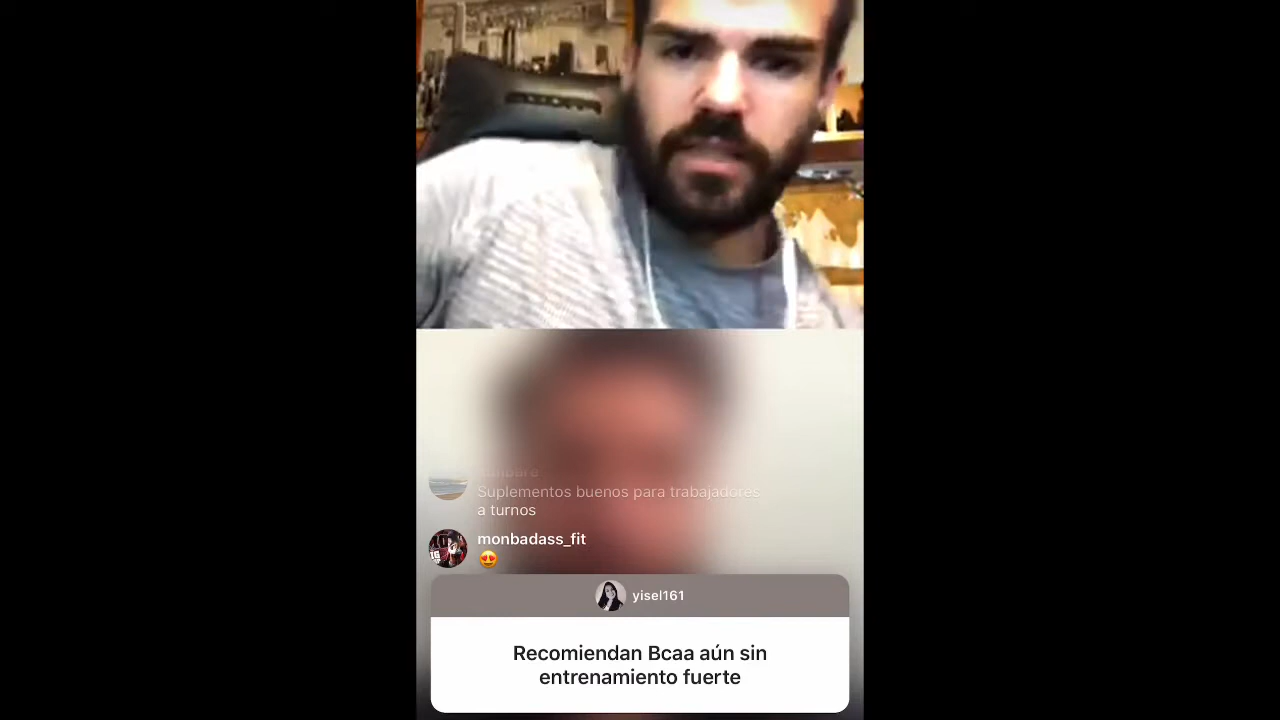 Suplementos buenos para trabajadores
a turnos
monbadass_fit
😍
yisel161
Recomiendan Bcaa aún sin
entrenamiento fuerte